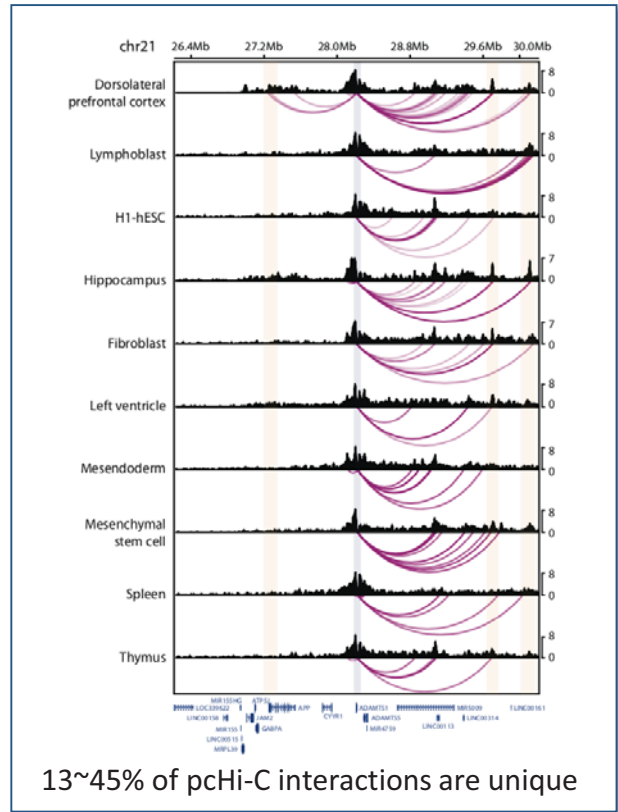 chr21
26.4Mb 27.2Mb 28.0Mb 28.8Mb 29.6Mb 30.0Mb
Dorsolateral
prefrontal cortex
8
0
Lymphoblast
8
0
H1-hESC
8
0
Hippocampus
7
0
Fibroblast
7
0
Left ventricle
8
0
Mesendoderm
8
0
Mesenchymal
stem cell
8
0
Spleen
8
0
Thymus
8
0
MIR155HG ATP5J
LOC339622 APP ADAMTS1 MIR5009 LINC00161
LINC00158 JAM2 CYYR1 ADAMTS5 LINC00314
MIR155 GABPA MIR4759 LINC00113
LINC00515
MRPL39
13~45% of pcHi-C interactions are unique